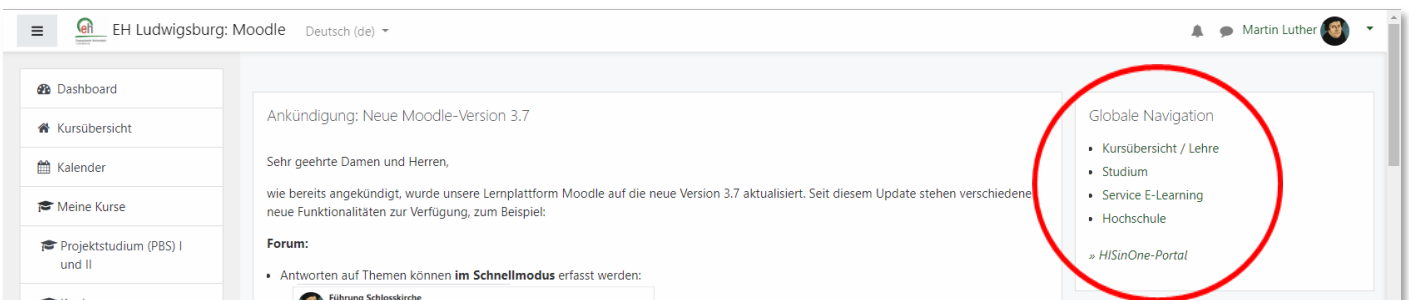 EH Ludwigsburg: Moodle Deutsch (de)
Martin Luther
Dashboard
Kursübersicht
Kalender
Meine Kurse
Projektstudium (PBS) I
und II
Ankündigung: Neue Moodle-Version 3.7
Sehr geehrte Damen und Herren,
wie bereits angekündigt, wurde unsere Lernplattform Moodle auf die neue Version 3.7 aktualisiert. Seit diesem Update stehen verschiedene
neue Funktionalitäten zur Verfügung, zum Beispiel:
Forum:
• Antworten auf Themen können im Schnellmodus erfasst werden:
Führung Schlosskirche
Globale Navigation
• Kursübersicht / Lehre
• Studium
• Service E-Learning
• Hochschule
» HISinOne-Portal